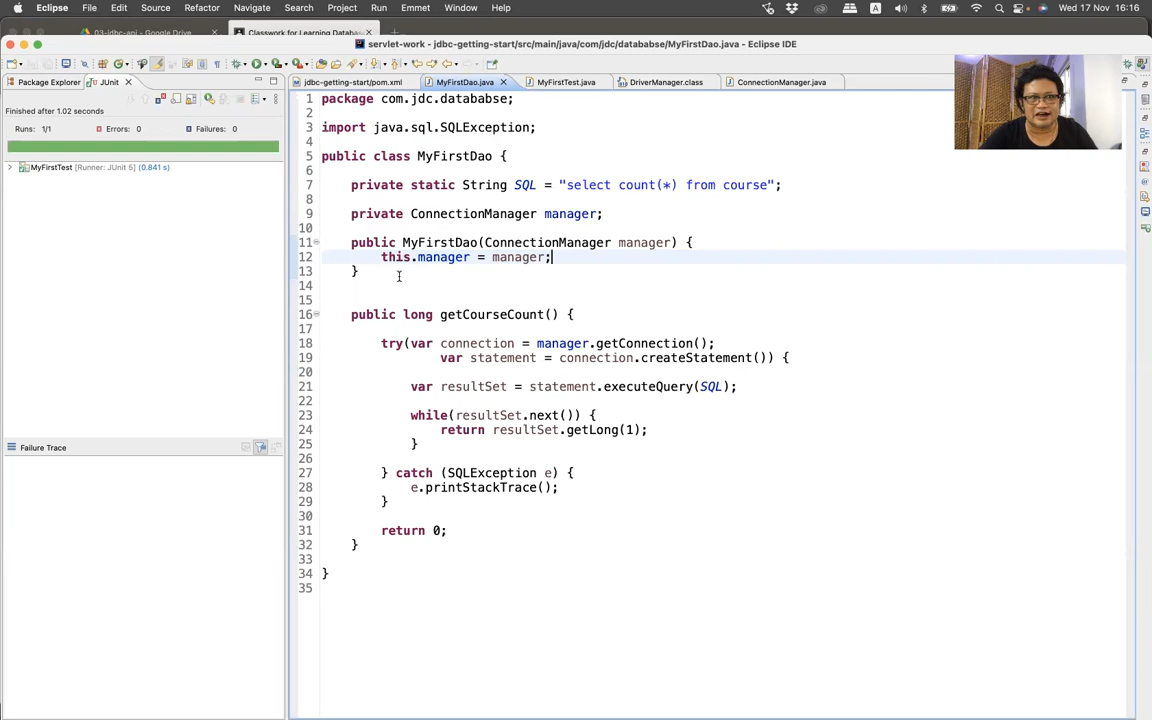 Eclipse File Edit Source Refactor Navigate Search Project Run Emmet Window Help Wed 17 Nov 16:16
03-jdbc-api - Google Drive Classwork for Learning Databas
servlet-work - jdbc-getting-start/src/main/java/com/jdc/datababse/MyFirstDao.java - Eclipse IDE
Package Explorer JUnit jdbc-getting-start/pom.xml MyFirstDao.java MyFirstTest.java DriverManager.class ConnectionManager.java
Finished after 1.02 seconds
Runs: 1/1 Errors: 0 Failures: 0
MyFirstTest [Runner: JUnit 5] (0.841 s)
Failure Trace
1 package com.jdc.datababse;
2
3 import java.sql.SQLException;
4
5 public class MyFirstDao {
6
7 private static String SQL = "select count(*) from course";
8
9 private ConnectionManager manager;
10
11 public MyFirstDao(ConnectionManager manager) {
12 this.manager = manager;
13 }
14
15
16 public long getCourseCount() {
17
18 try(var connection = manager.getConnection();
19 var statement = connection.createStatement()) {
20
21 var resultSet = statement.executeQuery(SQL);
22
23 while(resultSet.next()) {
24 return resultSet.getLong(1);
25 }
26
27 } catch (SQLException e) {
28 e.printStackTrace();
29 }
30
31 return 0;
32 }
33
34 }
35